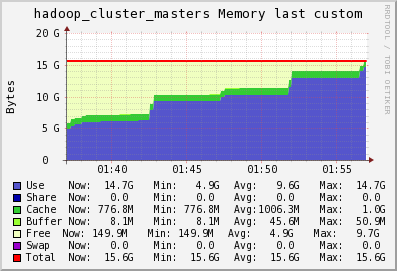 hadoop_cluster_masters Memory last custom
RRDTOOL / TOBI OETIKER
Bytes
20 G
15 G
10 G
5 G
0
01:40 01:45 01:50 01:55
Use Now: 14.7G Min: 4.9G Avg: 9.6G Max: 14.7G
Share Now: 0.0 Min: 0.0 Avg: 0.0 Max: 0.0
Cache Now: 776.8M Min: 776.8M Avg:1006.3M Max: 1.0G
Buffer Now: 8.1M Min: 8.1M Avg: 45.6M Max: 50.9M
Free Now: 149.9M Min: 149.9M Avg: 4.9G Max: 9.7G
Swap Now: 0.0 Min: 0.0 Avg: 0.0 Max: 0.0
Total Now: 15.6G Min: 15.6G Avg: 15.6G Max: 15.6G